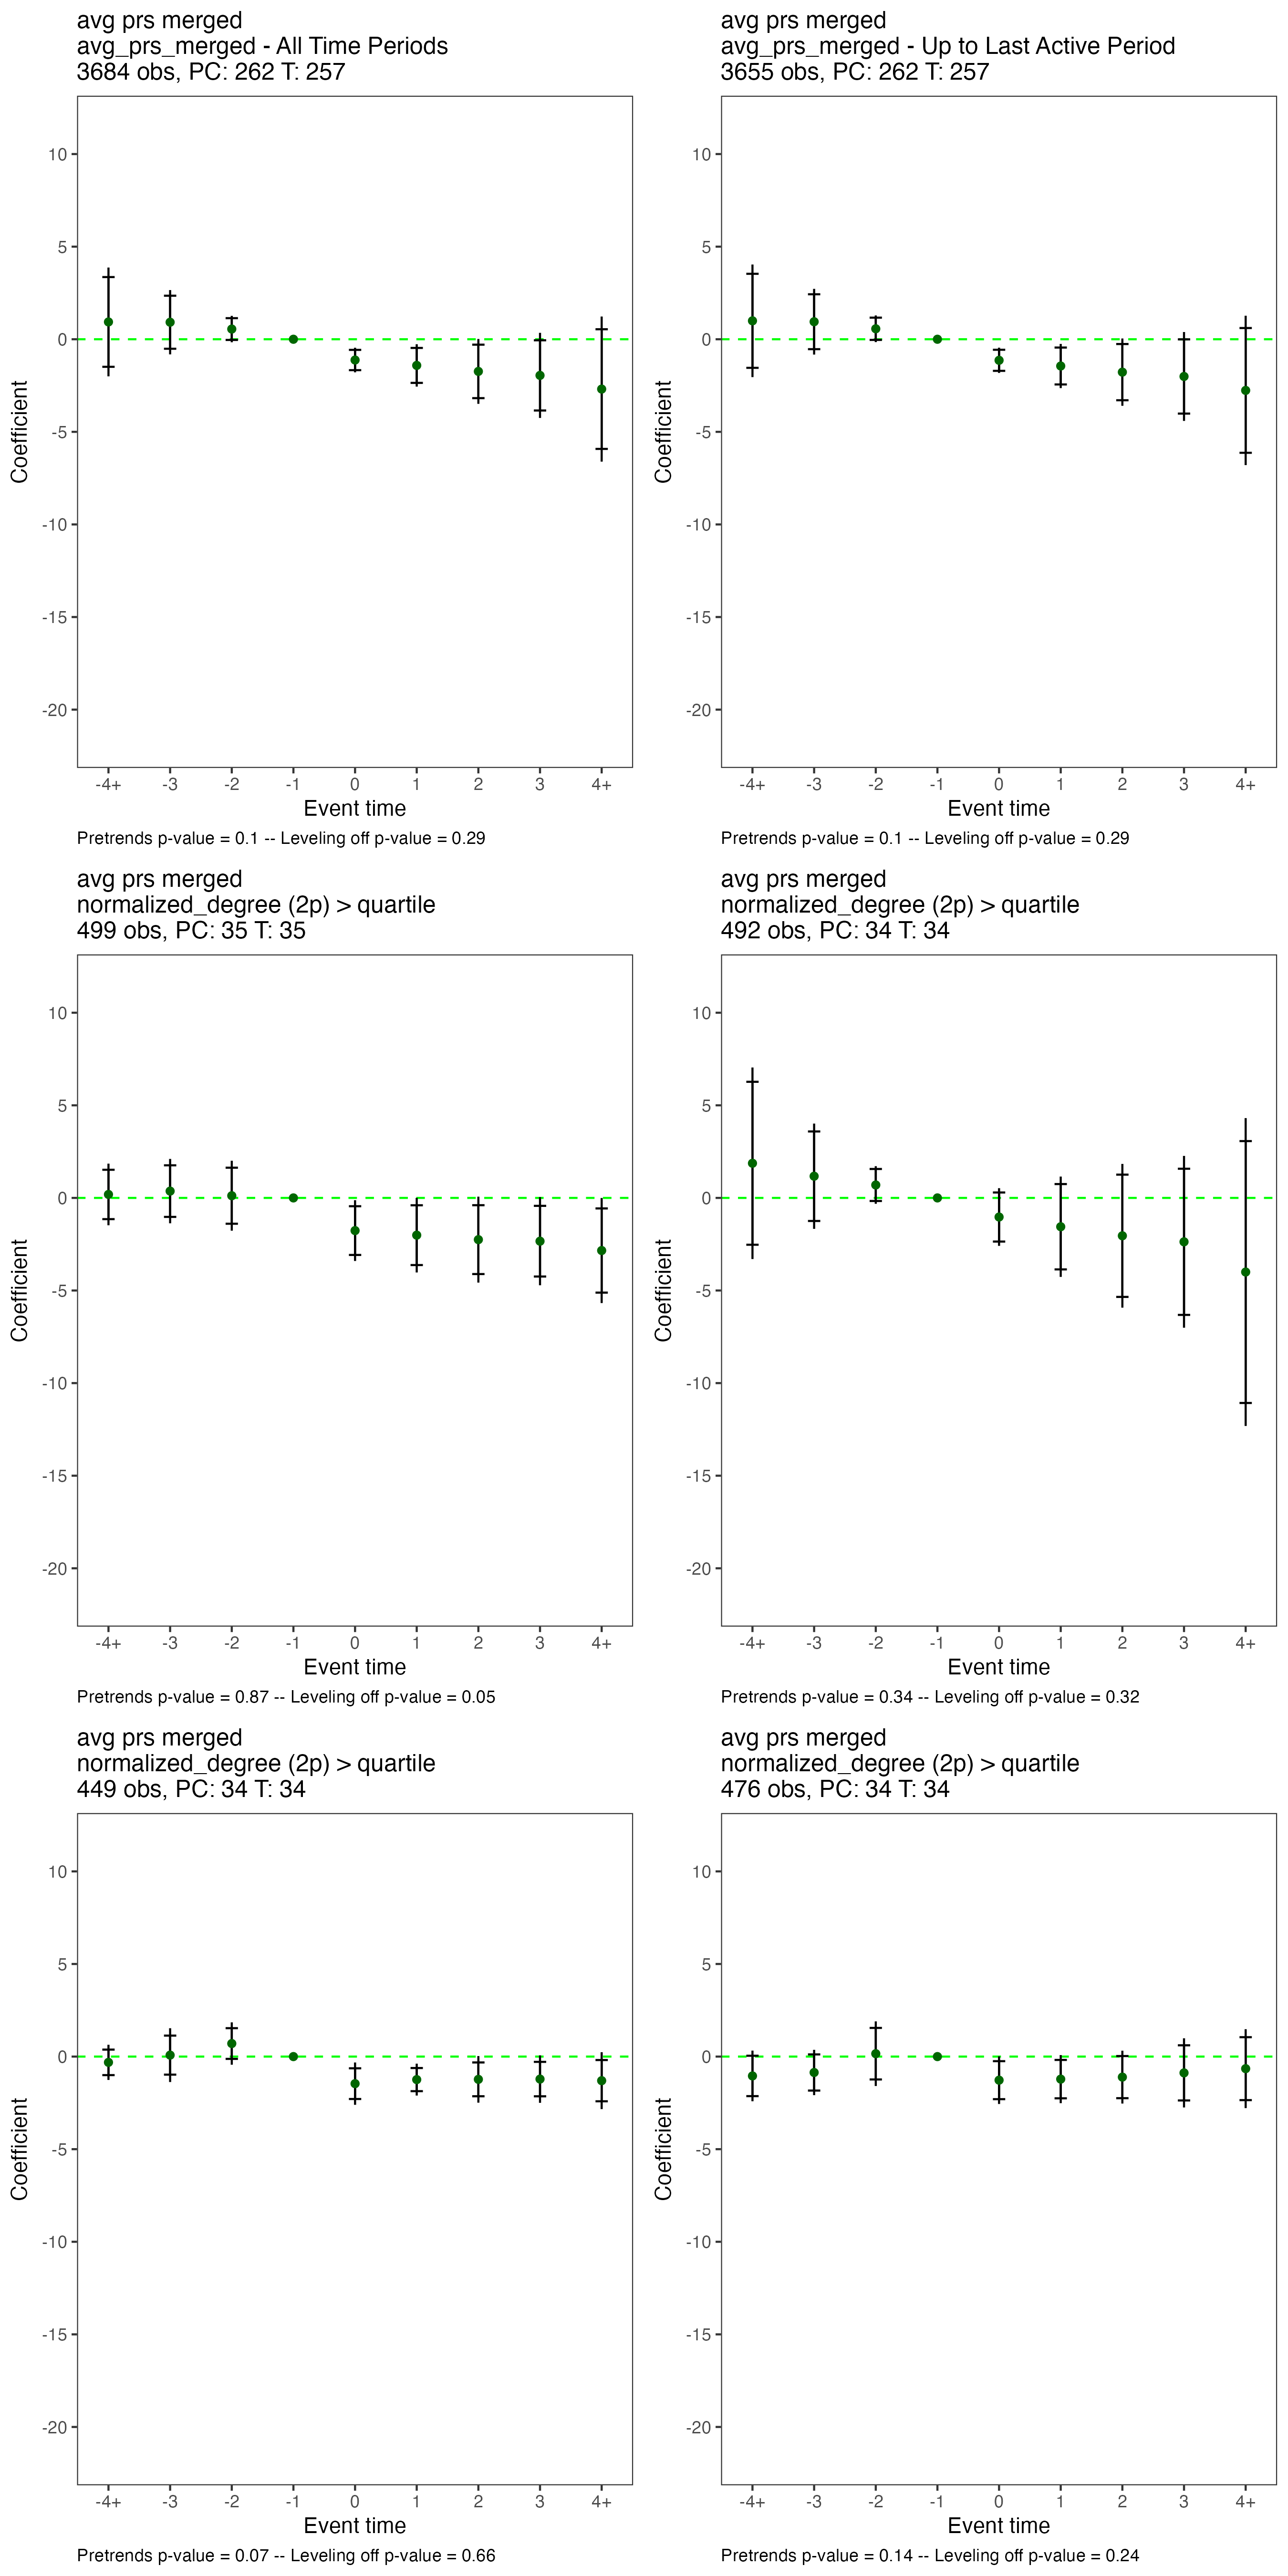 avg prs merged
avg_prs_merged - All Time Periods
3684 obs, PC: 262 T: 257
10
5
0
-5
-10
-15
-20
Coefficient
-4+ -3 -2 -1 0 1 2 3 4+
Event time
Pretrends p-value = 0.1 -- Leveling off p-value = 0.29
avg prs merged
avg_prs_merged - Up to Last Active Period
3655 obs, PC: 262 T: 257
10
5
0
-5
-10
-15
-20
Coefficient
-4+ -3 -2 -1 0 1 2 3 4+
Event time
Pretrends p-value = 0.1 -- Leveling off p-value = 0.29
avg prs merged
normalized_degree (2p) > quartile
499 obs, PC: 35 T: 35
10
5
0
-5
-10
-15
-20
Coefficient
-4+ -3 -2 -1 0 1 2 3 4+
Event time
Pretrends p-value = 0.87 -- Leveling off p-value = 0.05
avg prs merged
normalized_degree (2p) > quartile
492 obs, PC: 34 T: 34
10
5
0
-5
-10
-15
-20
Coefficient
-4+ -3 -2 -1 0 1 2 3 4+
Event time
Pretrends p-value = 0.34 -- Leveling off p-value = 0.32
avg prs merged
normalized_degree (2p) > quartile
449 obs, PC: 34 T: 34
10
5
0
-5
-10
-15
-20
Coefficient
-4+ -3 -2 -1 0 1 2 3 4+
Event time
Pretrends p-value = 0.07 -- Leveling off p-value = 0.66
avg prs merged
normalized_degree (2p) > quartile
476 obs, PC: 34 T: 34
10
5
0
-5
-10
-15
-20
Coefficient
-4+ -3 -2 -1 0 1 2 3 4+
Event time
Pretrends p-value = 0.14 -- Leveling off p-value = 0.24